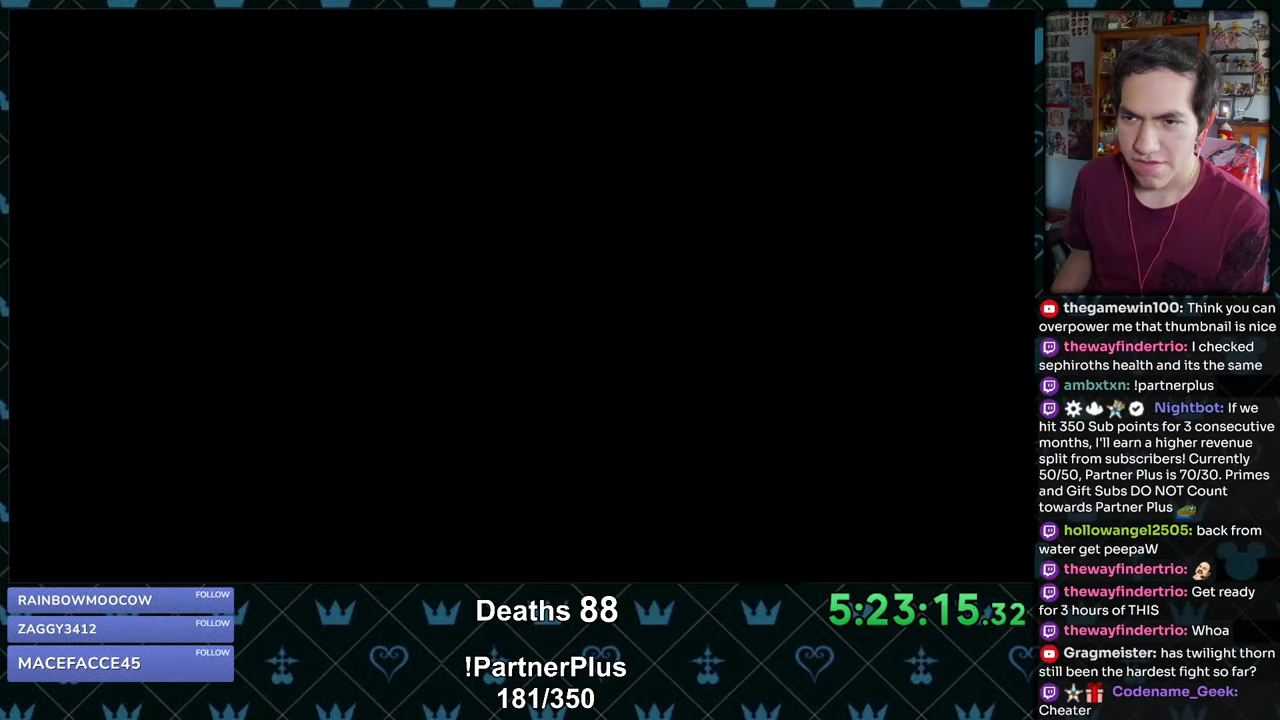 thegamewin100: Think you can
overpower me that thumbnail is nice
thewayfindertrio: I checked
sephiroths health and its the same
ambxtxn: !partnerplus
Nightbot: If we
hit 350 Sub points for 3 consecutive
months, I'll earn a higher revenue
split from subscribers! Currently
50/50, Partner Plus is 70/30. Primes
and Gift Subs DO NOT Count
towards Partner Plus
hollowangel2505: back from
water get peepaW
thewayfindertrio:
thewayfindertrio: Get ready
for 3 hours of THIS
thewayfindertrio: Whoa
Gragmeister: has twilight thorn
still been the hardest fight so far?
Codename_Geek:
Cheater
RAINBOWMOOCOW FOLLOW
ZAGGY3412 FOLLOW
MACEFACCE45 FOLLOW
Deaths 88
!PartnerPlus
181/350
5:23:15.32